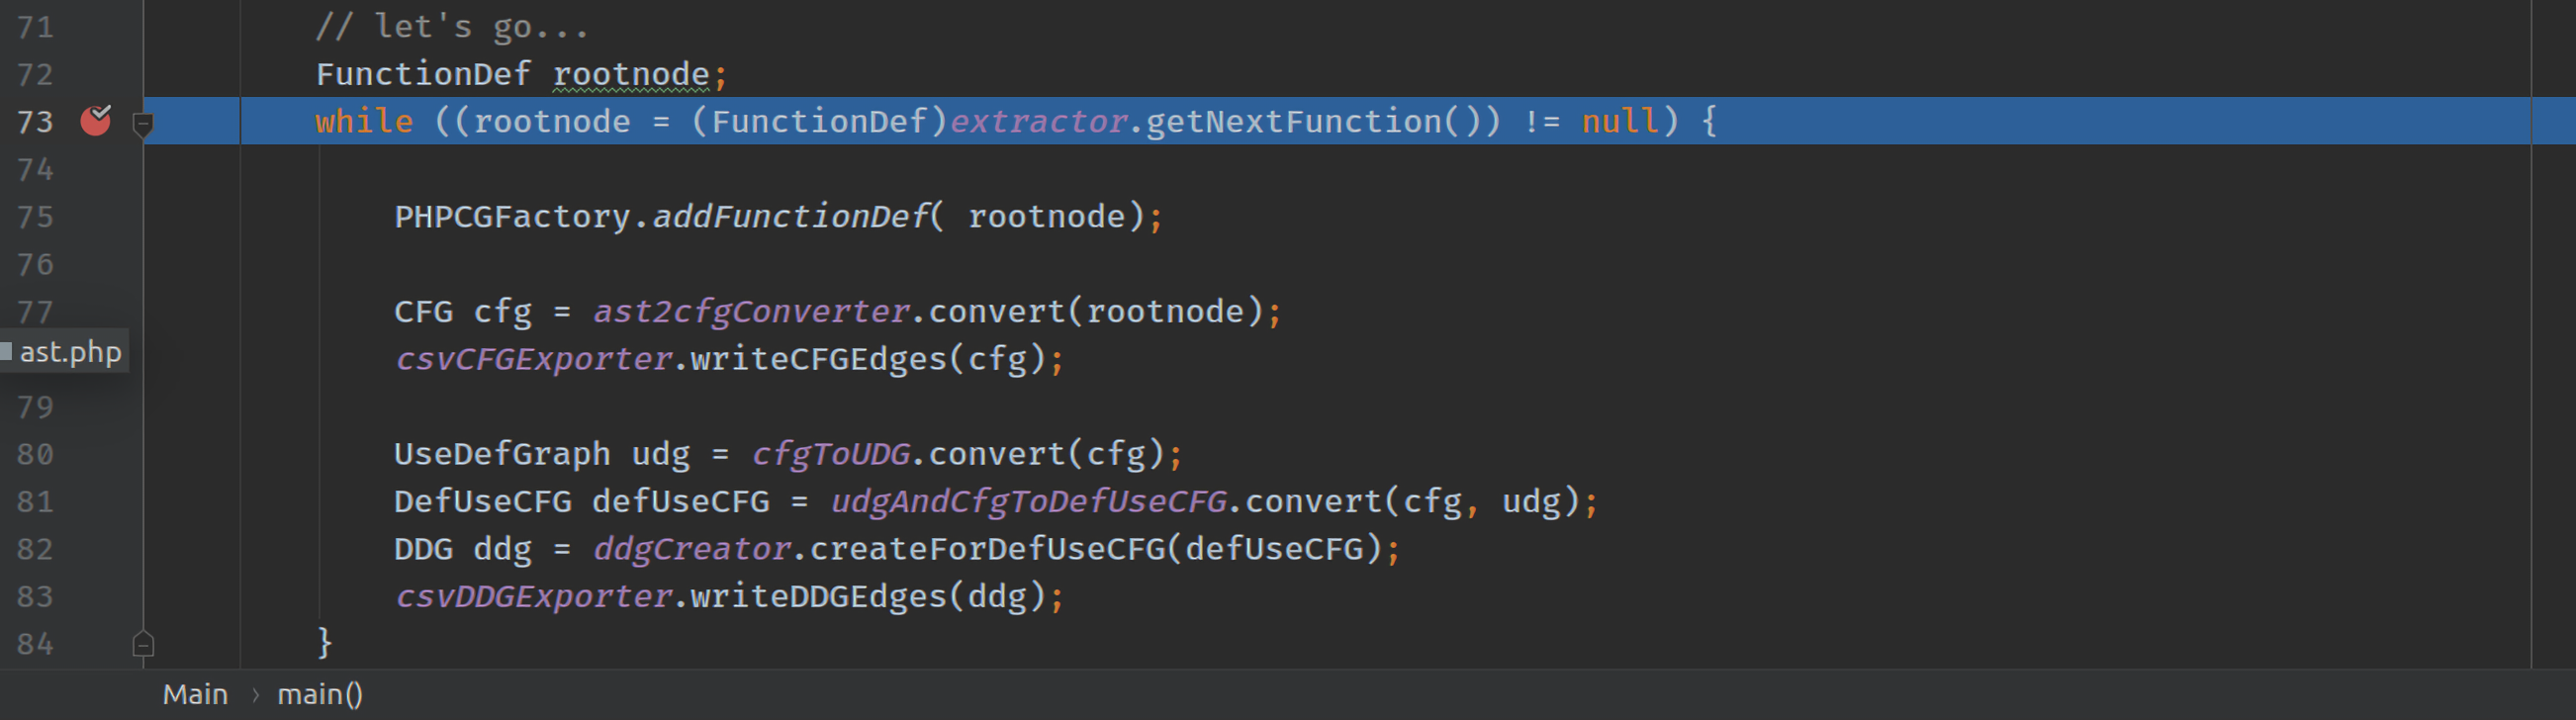 71 // let's go...
72 FunctionDef rootnode;
73 while ((rootnode = (FunctionDef)extractor.getNextFunction()) != null) {
74
75 PHPCGFactory.addFunctionDef( rootnode);
76
77 CFG cfg = ast2cfgConverter.convert(rootnode);
ast.php
csvCFGExporter.writeCFGEdges(cfg);
79
80 UseDefGraph udg = cfgToUDG.convert(cfg);
81 DefUseCFG defUseCFG = udgAndCfgToDefUseCFG.convert(cfg, udg);
82 DDG ddg = ddgCreator.createForDefUseCFG(defUseCFG);
83 csvDDGExporter.writeDDGEdges(ddg);
84 }
Main › main()